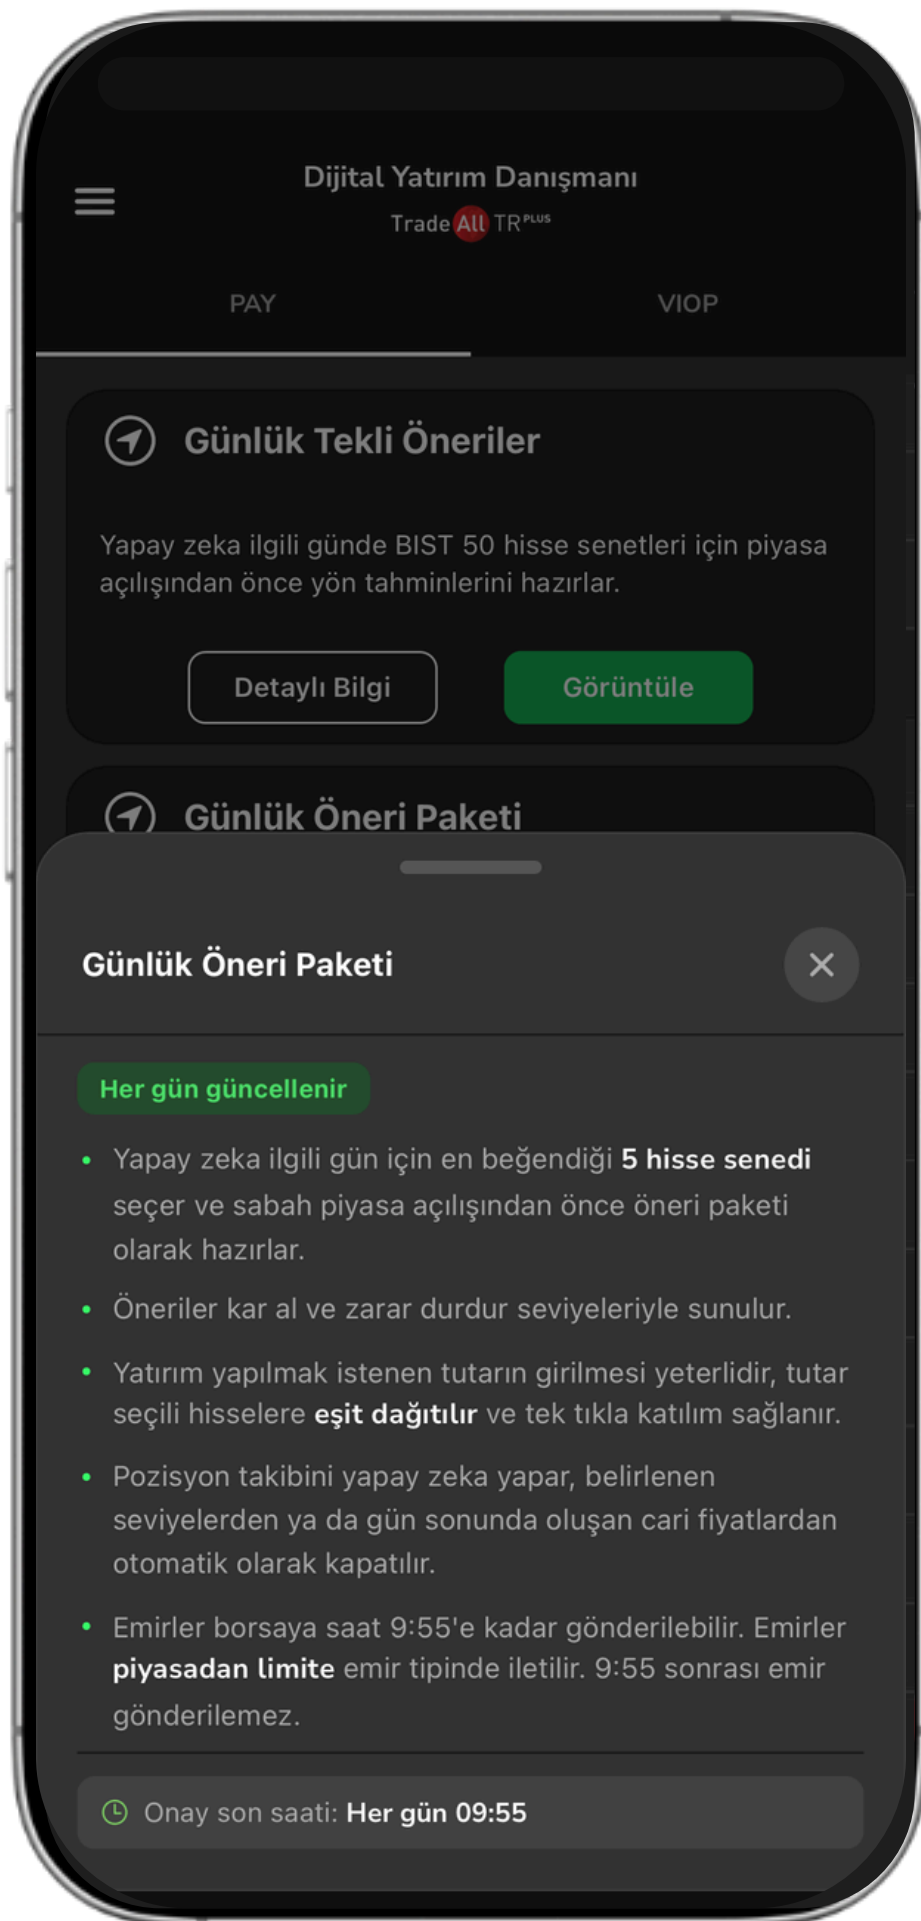 Dijital Yatırım Danışmanı
Trade All TR PLUS
PAY VIOP
Günlük Tekli Öneriler
Yapay zeka ilgili günde BIST 50 hisse senetleri için piyasa
açılışından önce yön tahminlerini hazırlar.
Detaylı Bilgi Görüntüle
Günlük Öneri Paketi
Günlük Öneri Paketi
Her gün güncellenir
• Yapay zeka ilgili gün için en beğendiği 5 hisse senedi
seçer ve sabah piyasa açılışından önce öneri paketi
olarak hazırlar.
• Öneriler kar al ve zarar durdur seviyeleriyle sunulur.
• Yatırım yapılmak istenen tutarın girilmesi yeterlidir, tutar
seçili hisselere eşit dağıtılır ve tek tıkla katılım sağlanır.
• Pozisyon takibini yapay zeka yapar, belirlenen
seviyelerden ya da gün sonunda oluşan cari fiyatlardan
otomatik olarak kapatılır.
• Emirler borsaya saat 9:55'e kadar gönderilebilir. Emirler
piyasadan limite emir tipinde iletilir. 9:55 sonrası emir
gönderilemez.
Onay son saati: Her gün 09:55